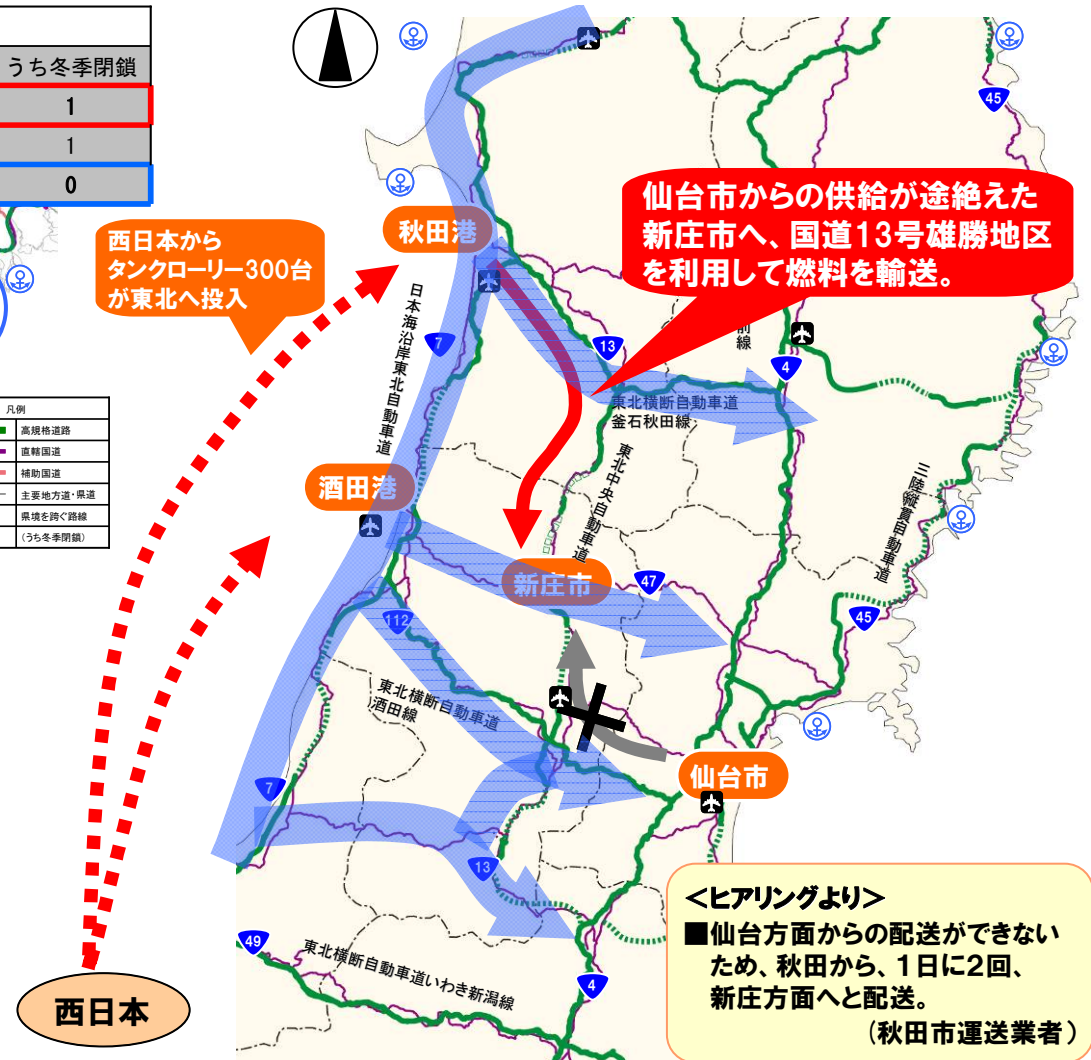 うち冬季閉鎖
1
1
0
45
仙台市からの供給が途絶えた
新庄市へ、国道13号雄勝地区
を利用して燃料を輸送。
西日本から
タンクローリー300台
が東北へ投入
秋田港
日本海沿岸東北自動車道
7
13
前線
4
東北横断自動車道
釜石秋田線
凡例
高規格道路
直轄国道
補助国道
主要地方道・県道
県境を跨ぐ路線
(うち冬季閉鎖)
東北中央自動車道
三陸縦貫自動車道
酒田港
新庄市
47
45
112
東北横断自動車道
酒田線
仙台市
7
13
49
東北横断自動車道いわき新潟線
4
西日本
<ヒアリングより>
■仙台方面からの配送ができない
ため、秋田から、1日に2回、
新庄方面へと配送。
(秋田市運送業者)